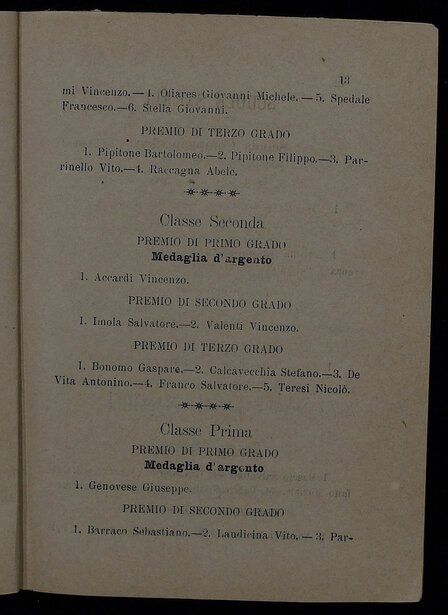 13
mi Vincenzo.—4. Oliares Giovanni Michele.—5. Spedale
Francesco.—6. Stella Giovanni.
PREMIO DI TERZO GRADO
1. Pipitone Bartolomeo.—2. Pipitone Filippo.—3. Par-
rinello Vito.—4. Raccagna Abele.
Classe Seconda
PREMIO DI PRIMO GRADO
Medaglia d'argento
1. Accardi Vincenzo.
PREMIO DI SECONDO GRADO
1. Imola Salvatore.—2. Valenti Vincenzo.
PREMIO DI TERZO GRADO
1. Bonomo Gaspare.—2. Calcavecchia Stefano.—3. De
Vita Antonino.—4. Franco Salvatore.—5. Teresi Nicolò.
Classe Prima
PREMIO DI PRIMO GRADO
Medaglia d'argento
1. Genovese Giuseppe.
PREMIO DI SECONDO GRADO
1. Barraco Sebastiano.—2. Laudicina Vito.—3. Par-